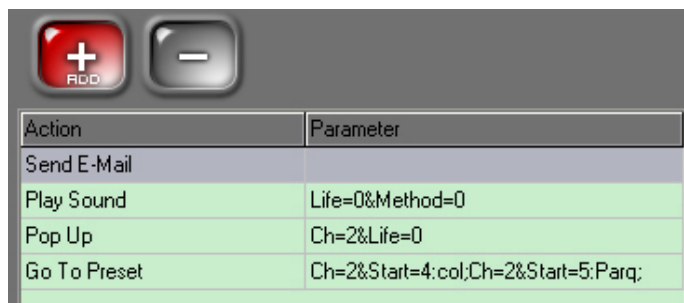 +
ADD
-
Action Parameter
Send E-Mail
Play Sound Life=0&Method=0
Pop Up Ch=2&Life=0
Go To Preset Ch=2&Start=4:col;Ch=2&Start=5:Parq;